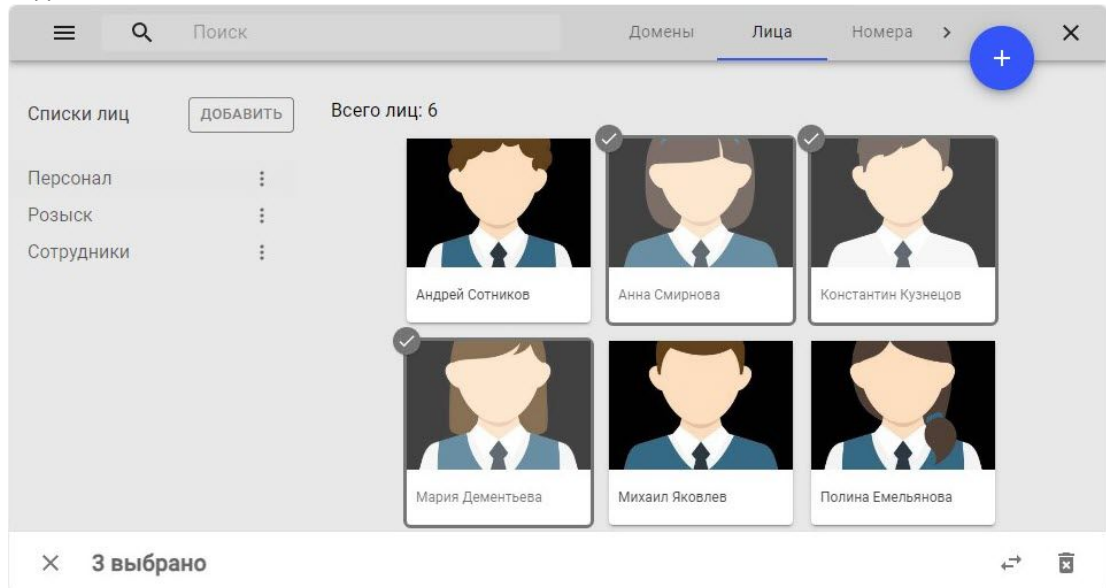 Поиск
Домены Лица Номера
Списки лиц ДОБАВИТЬ Всего лиц: 6
Персонал
Розыск
Сотрудники
Андрей Сотников Анна Смирнова Константин Кузнецов
Мария Дементьева Михаил Яковлев Полина Емельянова
3 выбрано